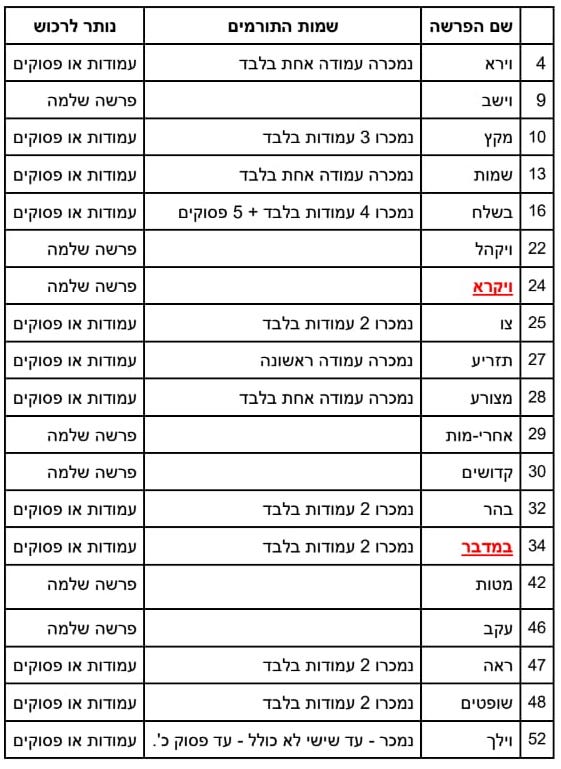 שם הפרשה שמות התורמים נותר לרכוש
4 וירא נמכרה עמודה אחת בלבד עמודות או פסוקים
9 וישב פרשה שלמה
10 מקץ נמכרו 3 עמודות בלבד עמודות או פסוקים
13 שמות נמכרה עמודה אחת בלבד עמודות או פסוקים
16 בשלח נמכרו 4 עמודות בלבד + 5 פסוקים עמודות או פסוקים
22 ויקהל פרשה שלמה
24 ויקרא פרשה שלמה
25 צו נמכרו 2 עמודות בלבד עמודות או פסוקים
27 תזריע נמכרה עמודה ראשונה עמודות או פסוקים
28 מצורע נמכרה עמודה אחת בלבד עמודות או פסוקים
29 אחרי-מות פרשה שלמה
30 קדושים פרשה שלמה
32 בהר נמכרו 2 עמודות בלבד עמודות או פסוקים
34 במדבר נמכרו 2 עמודות בלבד עמודות או פסוקים
42 מטות פרשה שלמה
46 עקב פרשה שלמה
47 ראה נמכרו 2 עמודות בלבד עמודות או פסוקים
48 שופטים נמכרו 2 עמודות בלבד עמודות או פסוקים
52 וילך נמכר - עד שישי לא כולל - עד פסוק כ'. עמודות או פסוקים